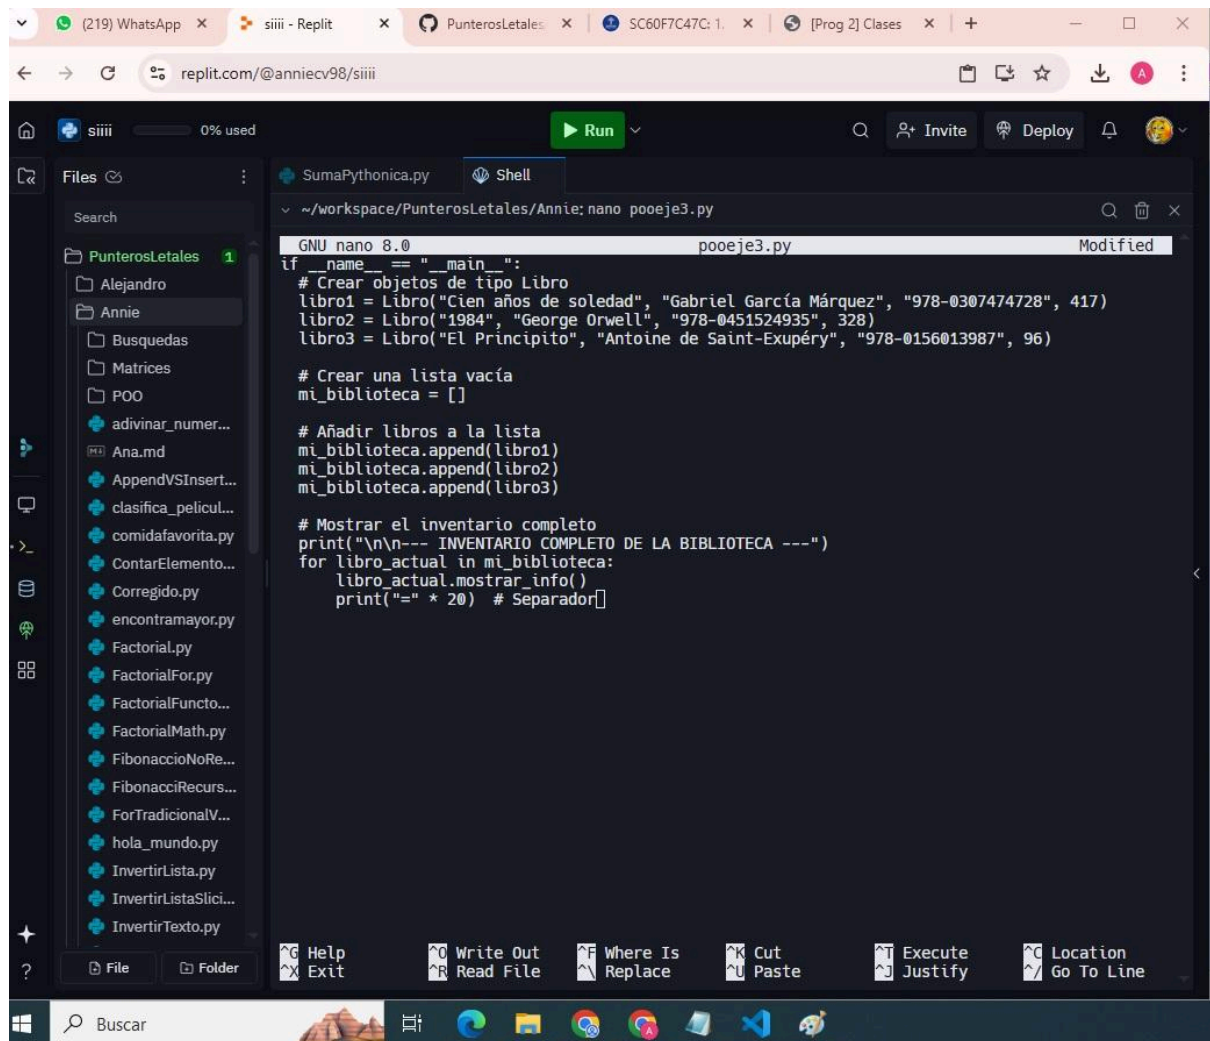 (219) WhatsApp
siiii - Replit
PunterosLetales
SC60F7C47C: 1.
[Prog 2] Clases
replit.com/@anniecv98/siiii
A
siiii
0% used
Run
Invite
Deploy
Files
SumaPythonica.py
Shell
Search
~/workspace/PunterosLetales/Annie: nano pooeje3.py
PunterosLetales 1
Alejandro
Annie
Busquedas
Matrices
POO
adivinar_numer...
Ana.md
AppendVSInsert...
clasifica_pelicul...
comidafavorita.py
ContarElemento...
Corregido.py
encontramayor.py
Factorial.py
FactorialFor.py
FactorialFuncto...
FactorialMath.py
FibonaccioNoRe...
FibonacciRecurs...
ForTradicionalV...
hola_mundo.py
InvertirLista.py
InvertirListaSlici...
InvertirTexto.py
File
Folder
GNU nano 8.0 pooeje3.py Modified
if __name__ == "__main__":
# Crear objetos de tipo Libro
libro1 = Libro("Cien años de soledad", "Gabriel García Márquez", "978-0307474728", 417)
libro2 = Libro("1984", "George Orwell", "978-0451524935", 328)
libro3 = Libro("El Principito", "Antoine de Saint-Exupéry", "978-0156013987", 96)
# Crear una lista vacía
mi_biblioteca = []
# Añadir libros a la lista
mi_biblioteca.append(libro1)
mi_biblioteca.append(libro2)
mi_biblioteca.append(libro3)
# Mostrar el inventario completo
print("\n\n--- INVENTARIO COMPLETO DE LA BIBLIOTECA ---")
for libro_actual in mi_biblioteca:
libro_actual.mostrar_info()
print("=" * 20) # Separador
^G Help ^O Write Out ^F Where Is ^K Cut ^T Execute ^C Location
^X Exit ^R Read File ^\ Replace ^U Paste ^J Justify ^/ Go To Line
Buscar